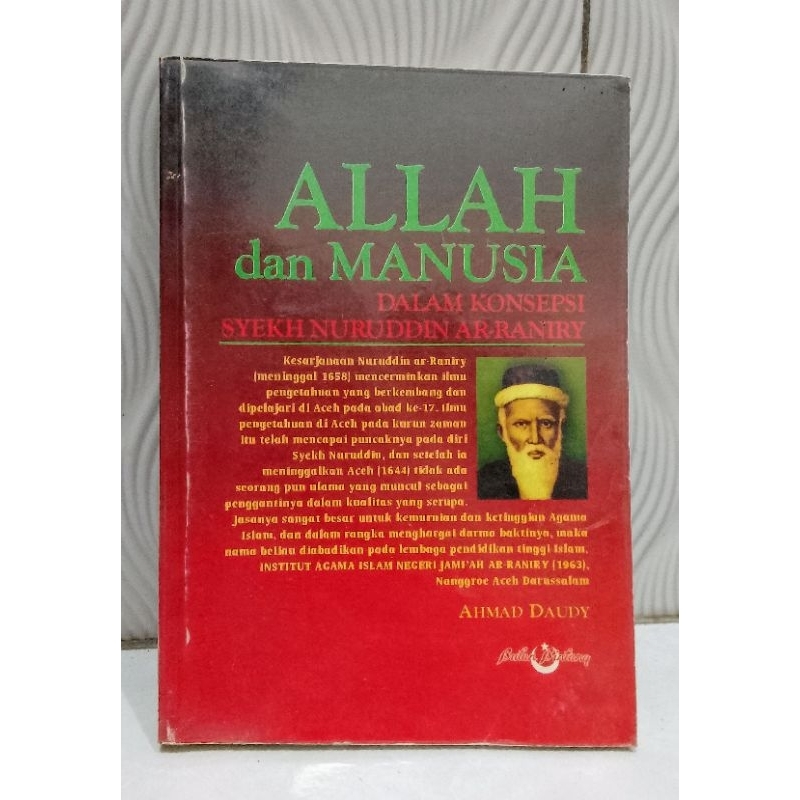 ALLAH
dan MANUSIA
DALAM KONSEPSI
SYEKH NURUDDIN AR-RANIRY
Kesarjanaan Nuruddin ar-Raniry
(meninggal 1658) mencerminkan ilmu
pengetahuan yang berkembang dan
dipelajari di Aceh pada abad ke-17. Ilmu
pengetahuan di Aceh pada kurun zaman
itu telah mencapai puncaknya pada diri
Syekh Nuruddin, dan setelah ia
meninggalkan Aceh (1644) tidak ada
seorang pun ulama yang muncul sebagai
penggantinya dalam kualitas yang serupa.
Jasanya sangat besar untuk kemurnian dan ketinggian Agama
Islam, dan dalam rangka menghargai darma baktinya, maka
nama beliau diabadikan pada lembaga pendidikan tinggi Islam,
INSTITUT AGAMA ISLAM NEGERI JAMI'AH AR-RANIRY (1963),
Nanggroe Aceh Darussalam
AHMAD DAUDY
Bulan Bintang